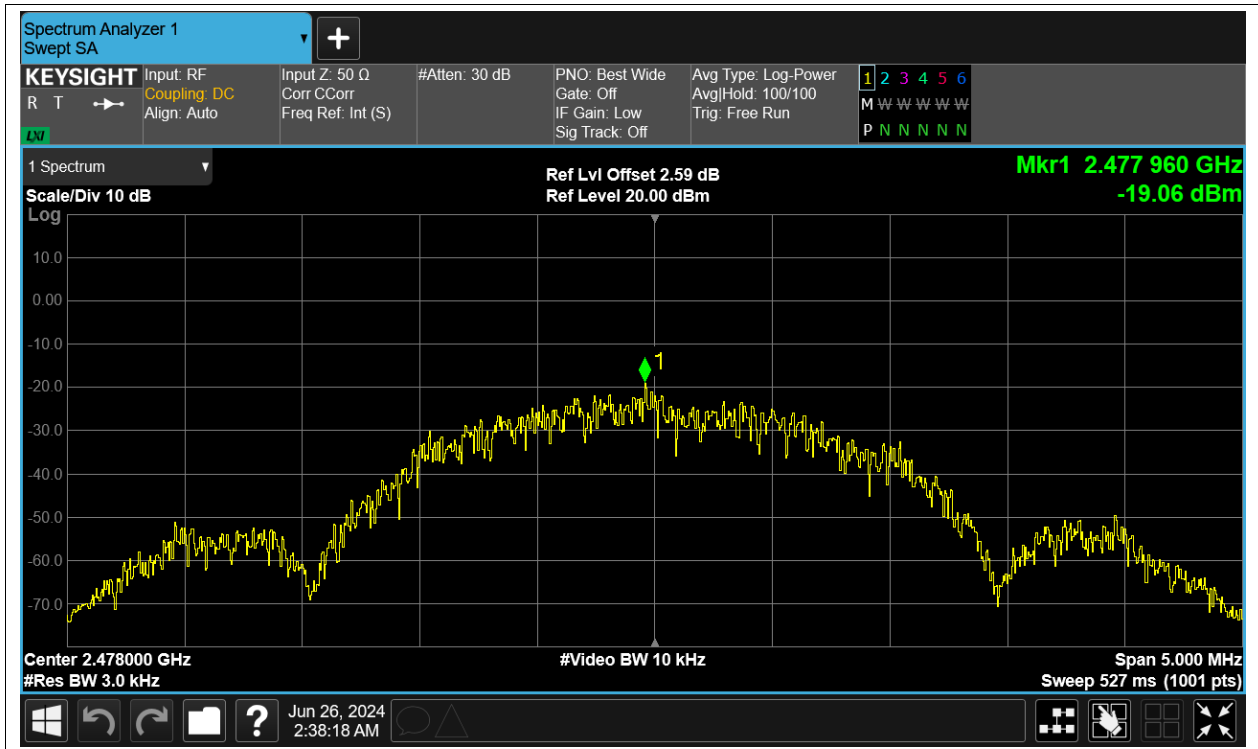 Spectrum Analyzer 1
Swept SA
+
KEYSIGHT
R T
LXI
Input: RF
Coupling: DC
Align: Auto
Input Z: 50 Ω
Corr CCorr
Freq Ref: Int (S)
#Atten: 30 dB
PNO: Best Wide
Gate: Off
IF Gain: Low
Sig Track: Off
Avg Type: Log-Power
Avg|Hold: 100/100
Trig: Free Run
1 2 3 4 5 6
M W W W W W
P N N N N N
1 Spectrum
Scale/Div 10 dB
Log
Ref Lvl Offset 2.59 dB
Ref Level 20.00 dBm
Mkr1 2.477 960 GHz
-19.06 dBm
10.0
0.00
-10.0
-20.0
-30.0
-40.0
-50.0
-60.0
-70.0
1
Center 2.478000 GHz
#Res BW 3.0 kHz
#Video BW 10 kHz
Span 5.000 MHz
Sweep 527 ms (1001 pts)
?
Jun 26, 2024
2:38:18 AM